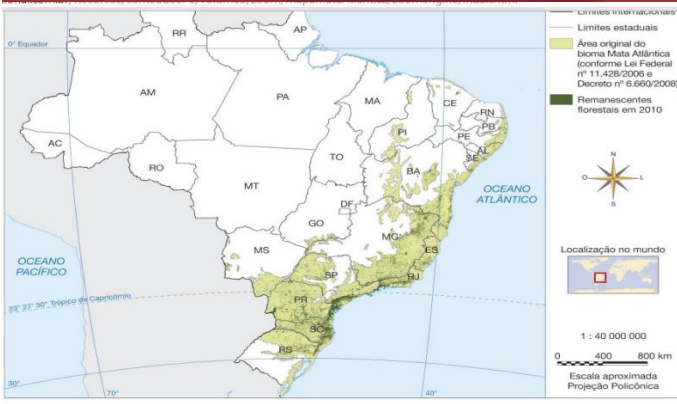 Limites internacionais
Limites estaduais
Área original do
bioma Mata Atlântica
(conforme Lei Federal
nº 11.428/2006 e
Decreto nº 6.660/2008)
Remanescentes
florestais em 2010
N
O
L
S
Localização no mundo
1 : 40 000 000
0 400 800 km
Escala aproximada
Projeção Policônica
0° Equador
RR
AP
AM
PA
MA
CE
RN
PB
PE
AL
SE
PI
AC
RO
TO
BA
MT
DF
GO
MG
ES
MS
SP
RJ
PR
SC
RS
OCEANO
ATLÂNTICO
OCEANO
PACÍFICO
23° 27' 30" Trópico de Capricórnio
30°
70°
40°